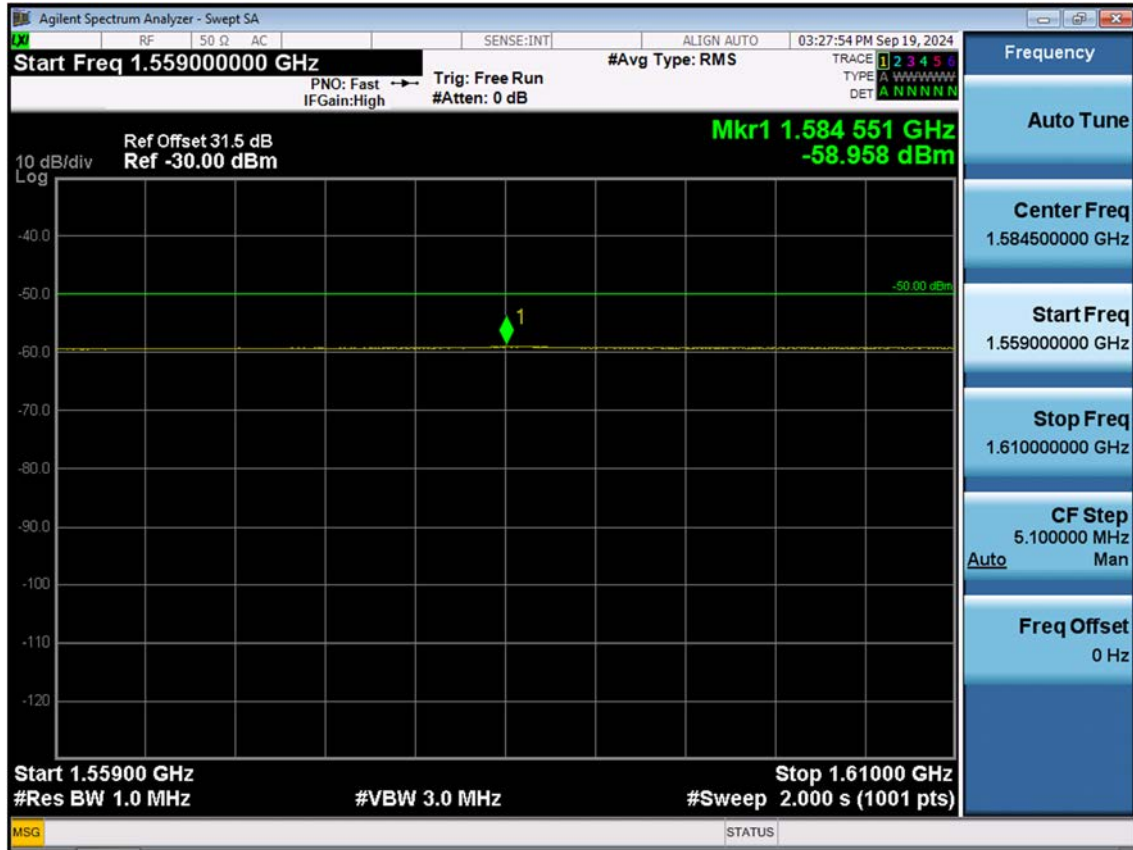 Agilent Spectrum Analyzer - Swept SA
LXI RF 50 Ω AC SENSE:INT ALIGN AUTO 03:27:54 PM Sep 19, 2024
Start Freq 1.559000000 GHz
PNO: Fast
IFGain:High
Trig: Free Run
#Atten: 0 dB
#Avg Type: RMS
TRACE 1 2 3 4 5 6
TYPE A WWWWW
DET A N N N N N
Ref Offset 31.5 dB
10 dB/div Ref -30.00 dBm
Log
Mkr1 1.584 551 GHz
-58.958 dBm
-40.0
-50.0
-50.00 dBm
1
-60.0
-70.0
-80.0
-90.0
-100
-110
-120
Start 1.55900 GHz Stop 1.61000 GHz
#Res BW 1.0 MHz #VBW 3.0 MHz #Sweep 2.000 s (1001 pts)
MSG STATUS
Frequency
Auto Tune
Center Freq
1.584500000 GHz
Start Freq
1.559000000 GHz
Stop Freq
1.610000000 GHz
CF Step
5.100000 MHz
Auto Man
Freq Offset
0 Hz